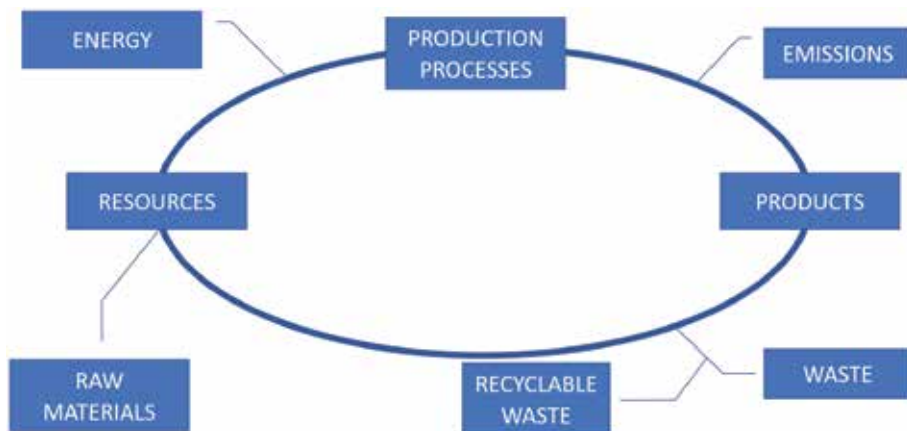 ENERGY
PRODUCTION
PROCESSES
EMISSIONS
RESOURCES
PRODUCTS
RAW
MATERIALS
RECYCLABLE
WASTE
WASTE